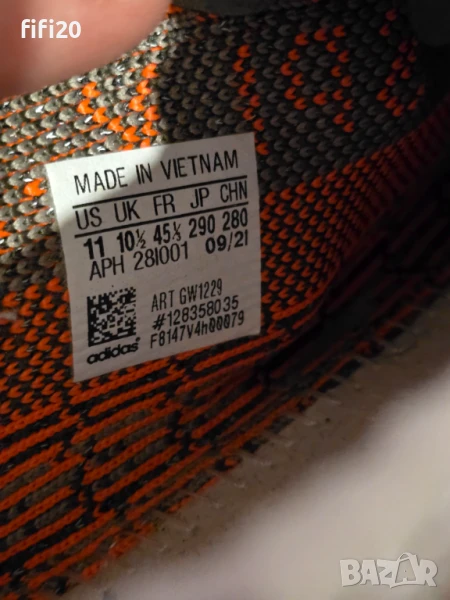 fifi20
MADE IN VIETNAM
US UK FR JP CHN
11 10½ 45⅓ 290 280
APH 28I001 09/21
ART GW1229
#128358035
F8147V4h00079
adidas
BAZAR